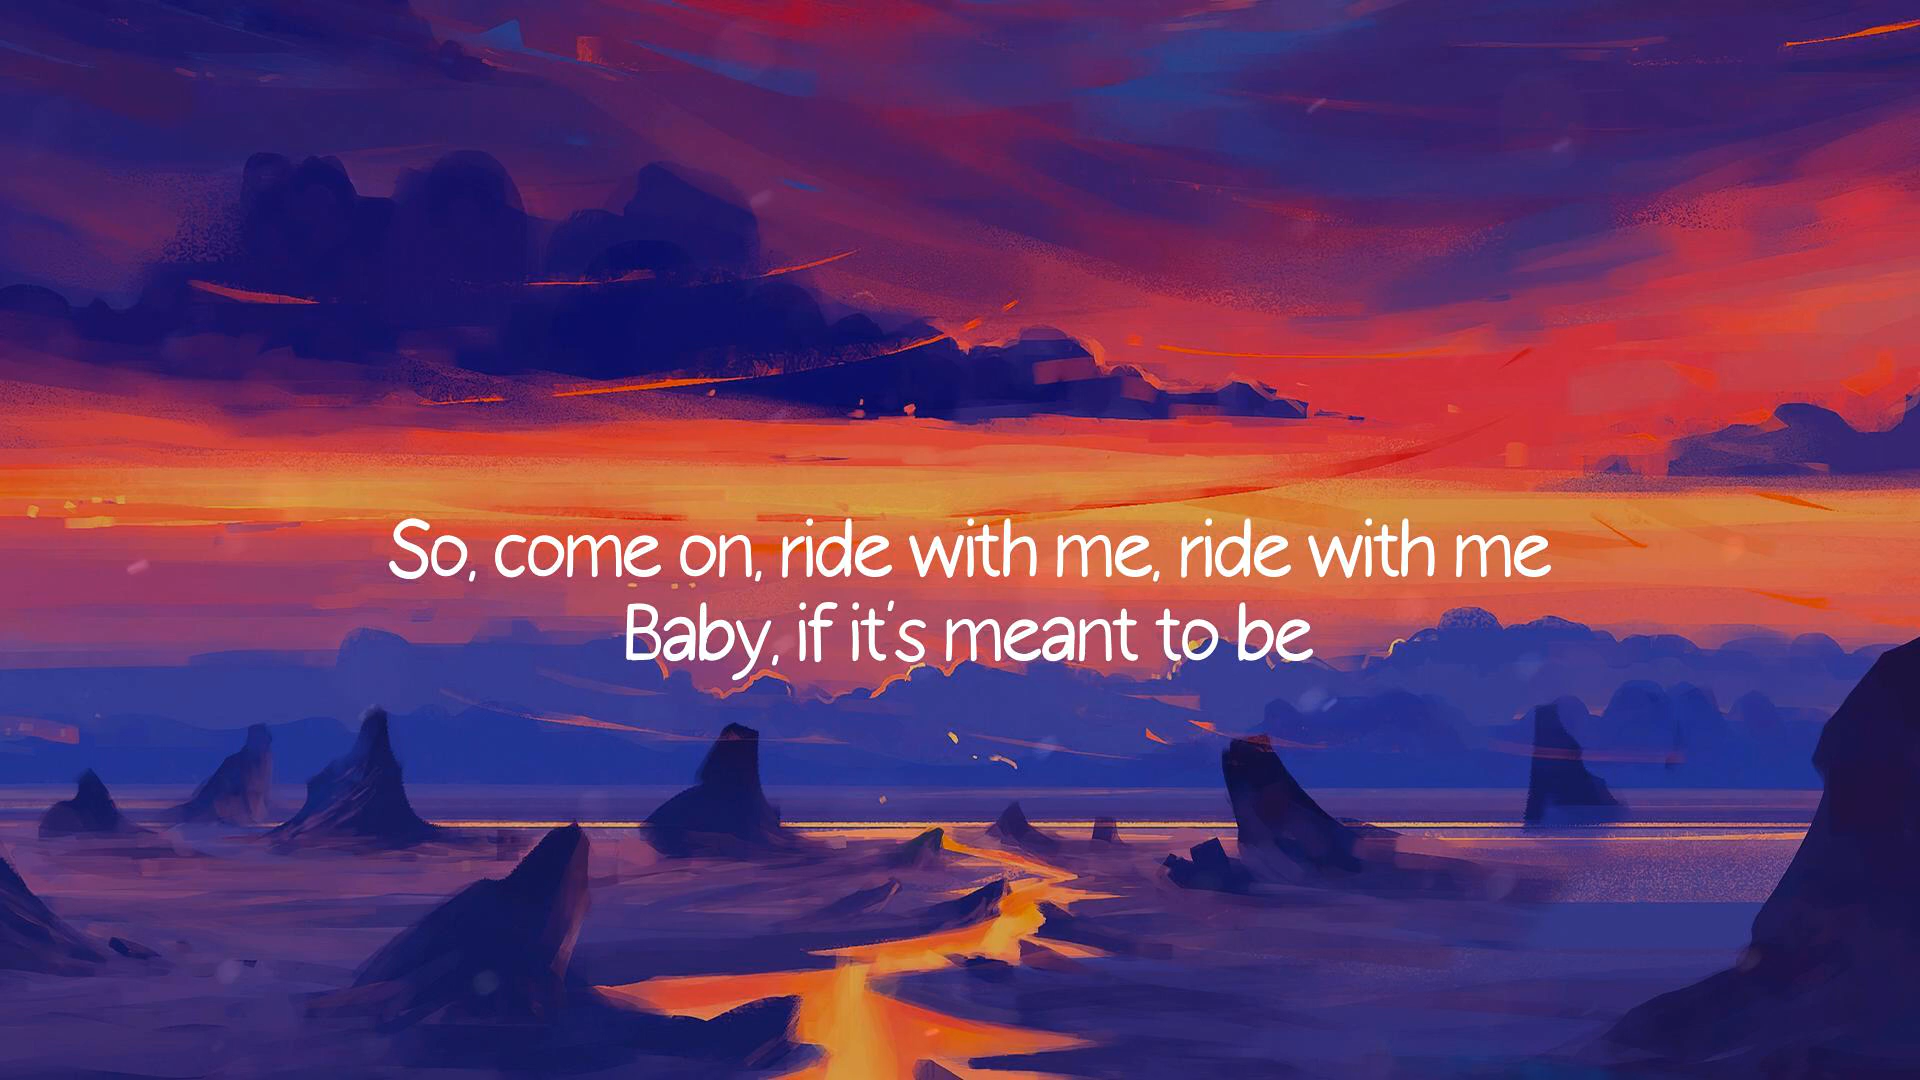 So, come on, ride with me, ride with me
Baby, if it's meant to be